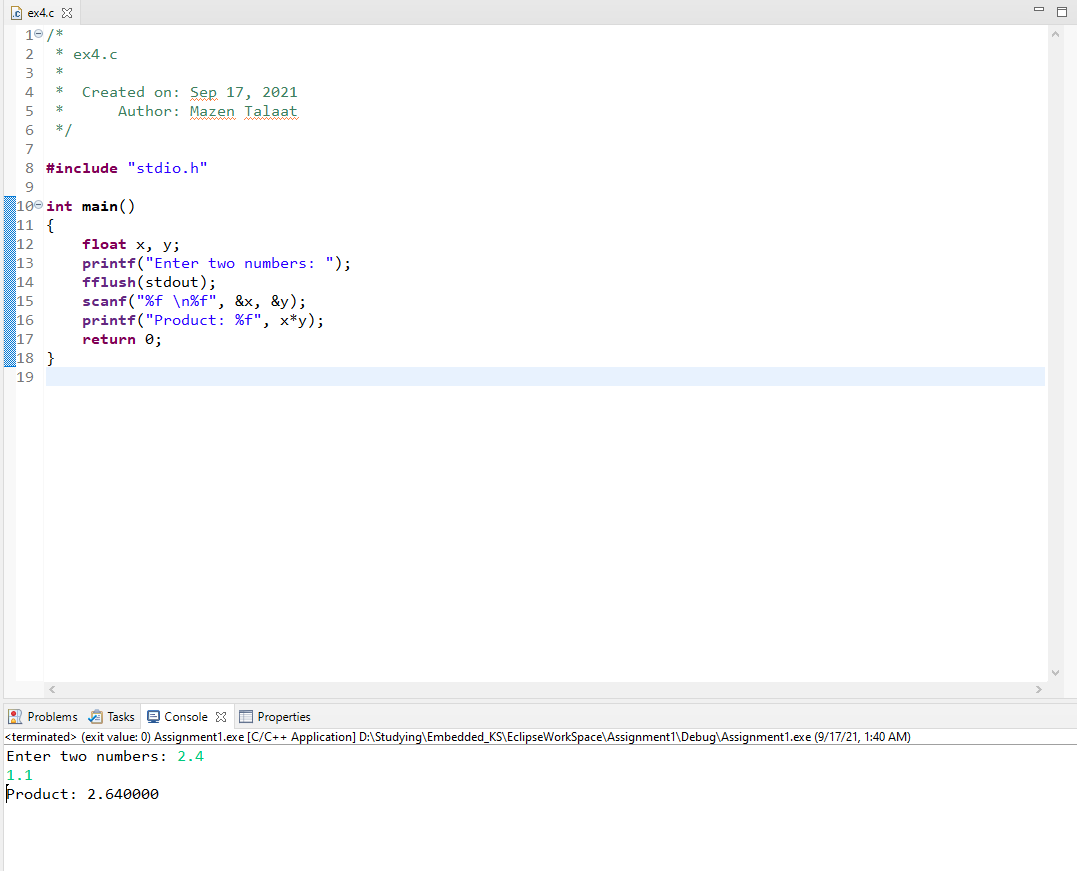 ex4.c
1 /*
2  * ex4.c
3  *
4  *  Created on: Sep 17, 2021
5  *      Author: Mazen Talaat
6  */
7
8 #include "stdio.h"
9
10 int main()
11 {
12     float x, y;
13     printf("Enter two numbers: ");
14     fflush(stdout);
15     scanf("%f \n%f", &x, &y);
16     printf("Product: %f", x*y);
17     return 0;
18 }
19
Problems Tasks Console Properties
<terminated> (exit value: 0) Assignment1.exe [C/C++ Application] D:\Studying\Embedded_KS\EclipseWorkSpace\Assignment1\Debug\Assignment1.exe (9/17/21, 1:40 AM)
Enter two numbers: 2.4
1.1
Product: 2.640000